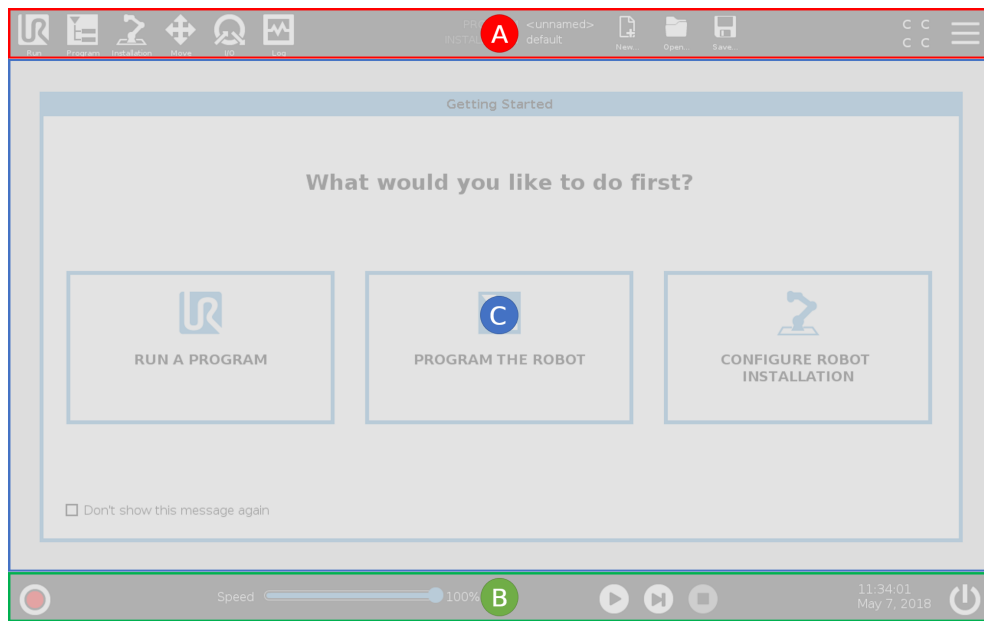 <unnamed>
A
default
Run
Program
Installation
Move
I/O
Log
New...
Open...
Save...
C C
C C
Getting Started
What would you like to do first?
C
RUN A PROGRAM
PROGRAM THE ROBOT
CONFIGURE ROBOT
INSTALLATION
Don't show this message again
Speed
100%
B
11:34:01
May 7, 2018